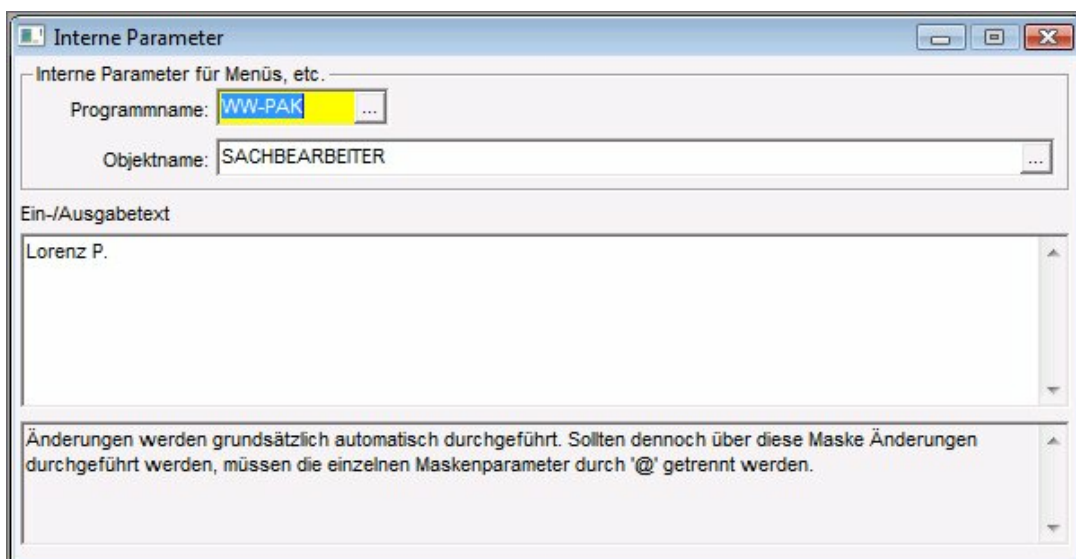 Interne Parameter
Interne Parameter für Menüs, etc.
Programmname: WW-PAK ...
Objektname: SACHBEARBEITER ...
Ein-/Ausgabetext
Lorenz P.
Änderungen werden grundsätzlich automatisch durchgeführt. Sollten dennoch über diese Maske Änderungen
durchgeführt werden, müssen die einzelnen Maskenparameter durch '@' getrennt werden.